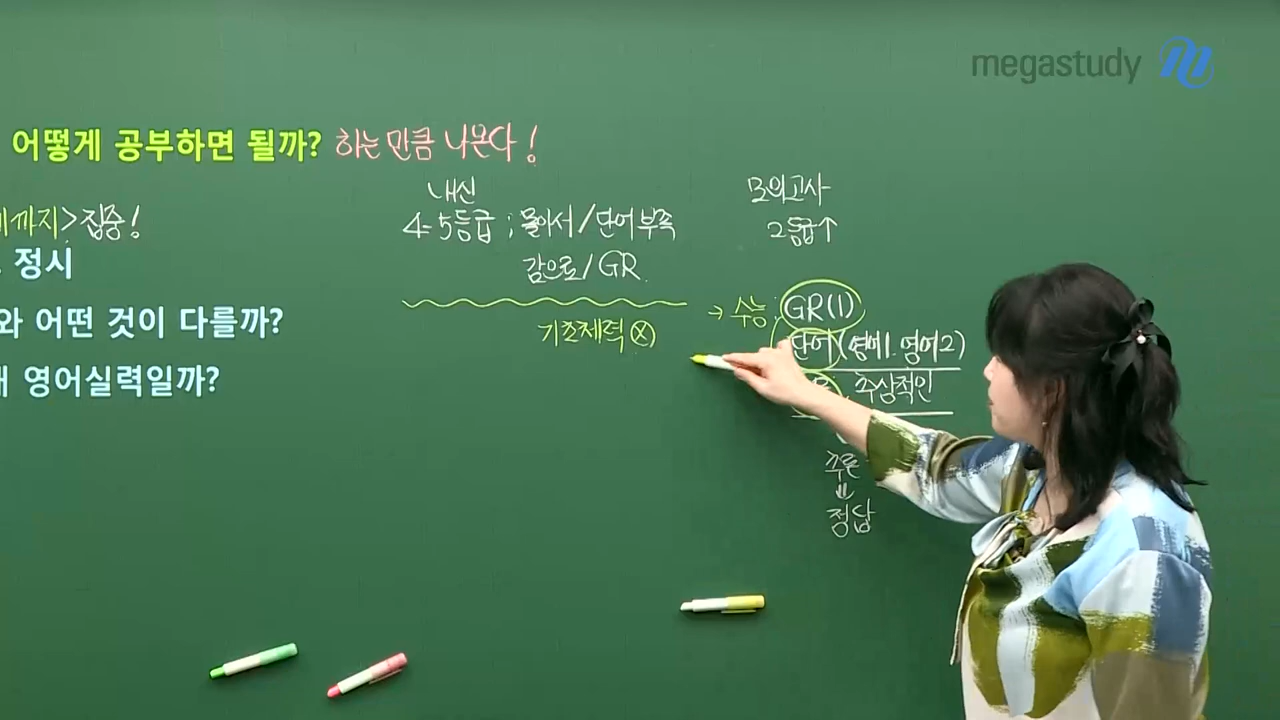 megastudy
어떻게 공부하면 될까? 하는 만큼 나온다!
내신
4-5등급 ; 몰아서/단어 부족
감으로/GR
기초체력 ⓧ
모의고사
2등급↑
까지>집중!
정시
와 어떤 것이 다를까?
영어실력일까?
→ 수능 : GR(1)
단어(영어1. 영어2)
추상적인
추론
⇓
정답